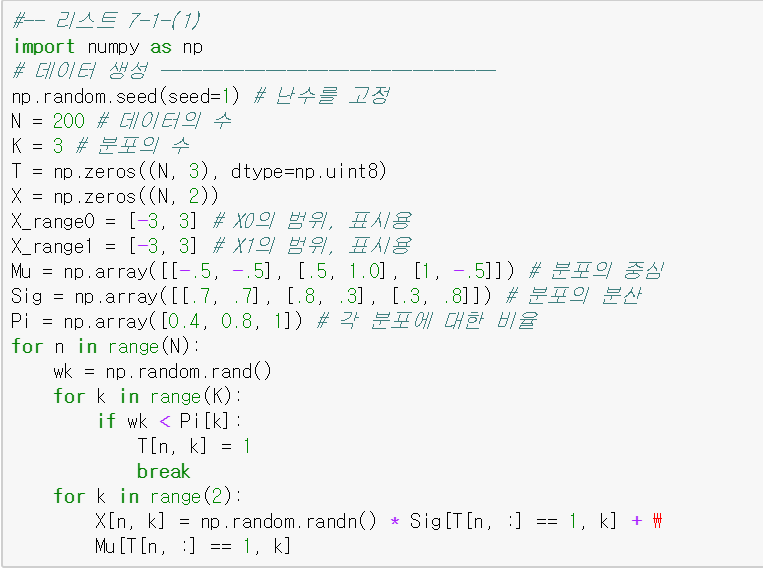 #-- 리스트 7-1-(1)
import numpy as np
# 데이터 생성 --------------------------------
np.random.seed(seed=1) # 난수를 고정
N = 200 # 데이터의 수
K = 3 # 분포의 수
T = np.zeros((N, 3), dtype=np.uint8)
X = np.zeros((N, 2))
X_range0 = [-3, 3] # X0의 범위, 표시용
X_range1 = [-3, 3] # X1의 범위, 표시용
Mu = np.array([[-.5, -.5], [.5, 1.0], [1, -.5]]) # 분포의 중심
Sig = np.array([[.7, .7], [.8, .3], [.3, .8]]) # 분포의 분산
Pi = np.array([0.4, 0.8, 1]) # 각 분포에 대한 비율
for n in range(N):
    wk = np.random.rand()
    for k in range(K):
        if wk < Pi[k]:
            T[n, k] = 1
            break
    for k in range(2):
        X[n, k] = np.random.randn() * Sig[T[n, :] == 1, k] + ₩
        Mu[T[n, :] == 1, k]